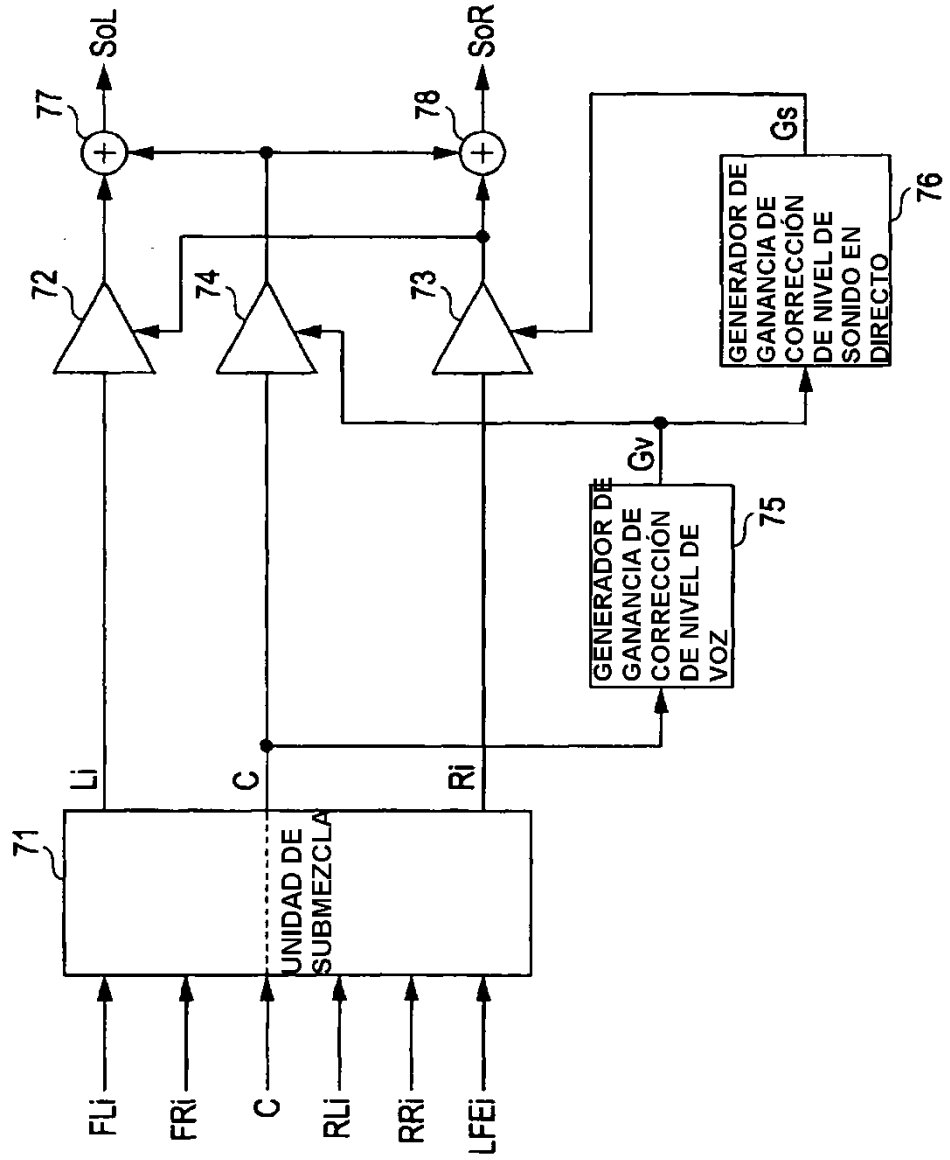 71
FLi
FRi
C
RLi
RRi
LFEi
UNIDAD DE
SUBMEZCLA
Li
C
Ri
72
74
73
77
78
SoL
SoR
GENERADOR DE
GANANCIA DE
CORRECCIÓN
DE NIVEL DE
VOZ
75
Gv
GENERADOR DE
GANANCIA DE
CORRECCIÓN
DE NIVEL DE
SONIDO EN
DIRECTO
76
Gs